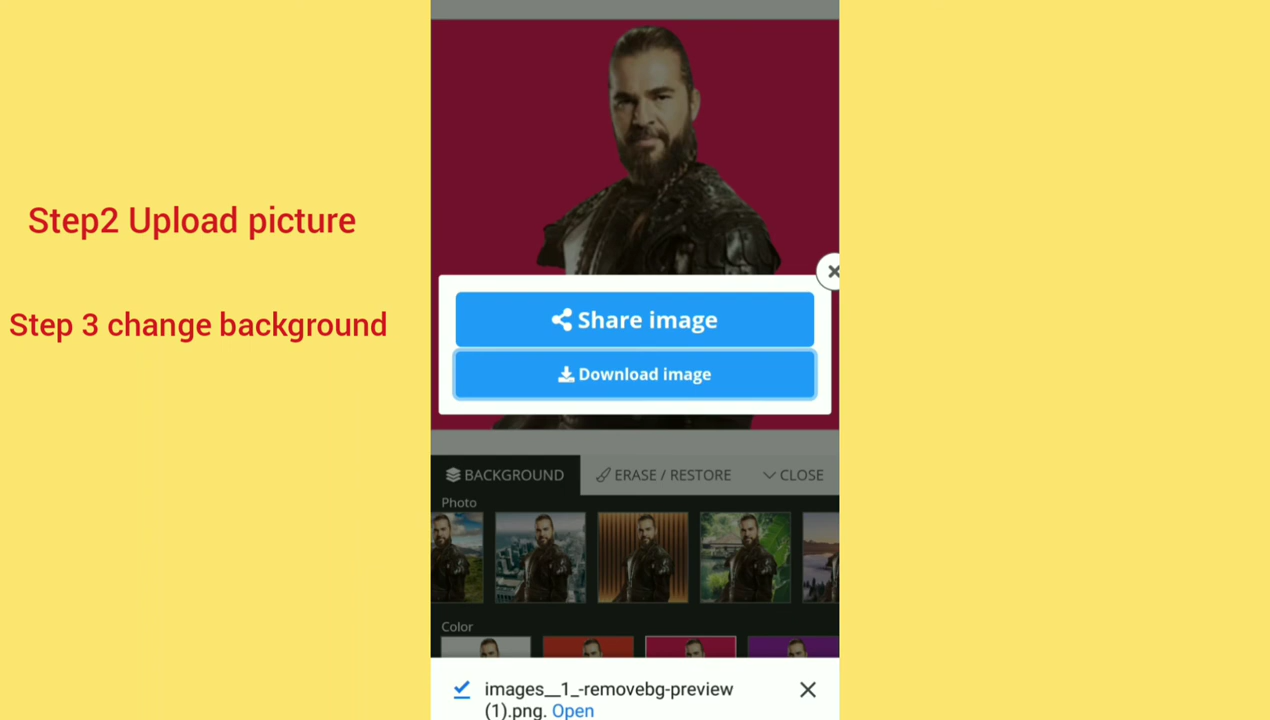 Step2 Upload picture
Step 3 change background
Share image
Download image
BACKGROUND
ERASE / RESTORE
CLOSE
Photo
Color
images__1_-removebg-preview
(1).png. Open